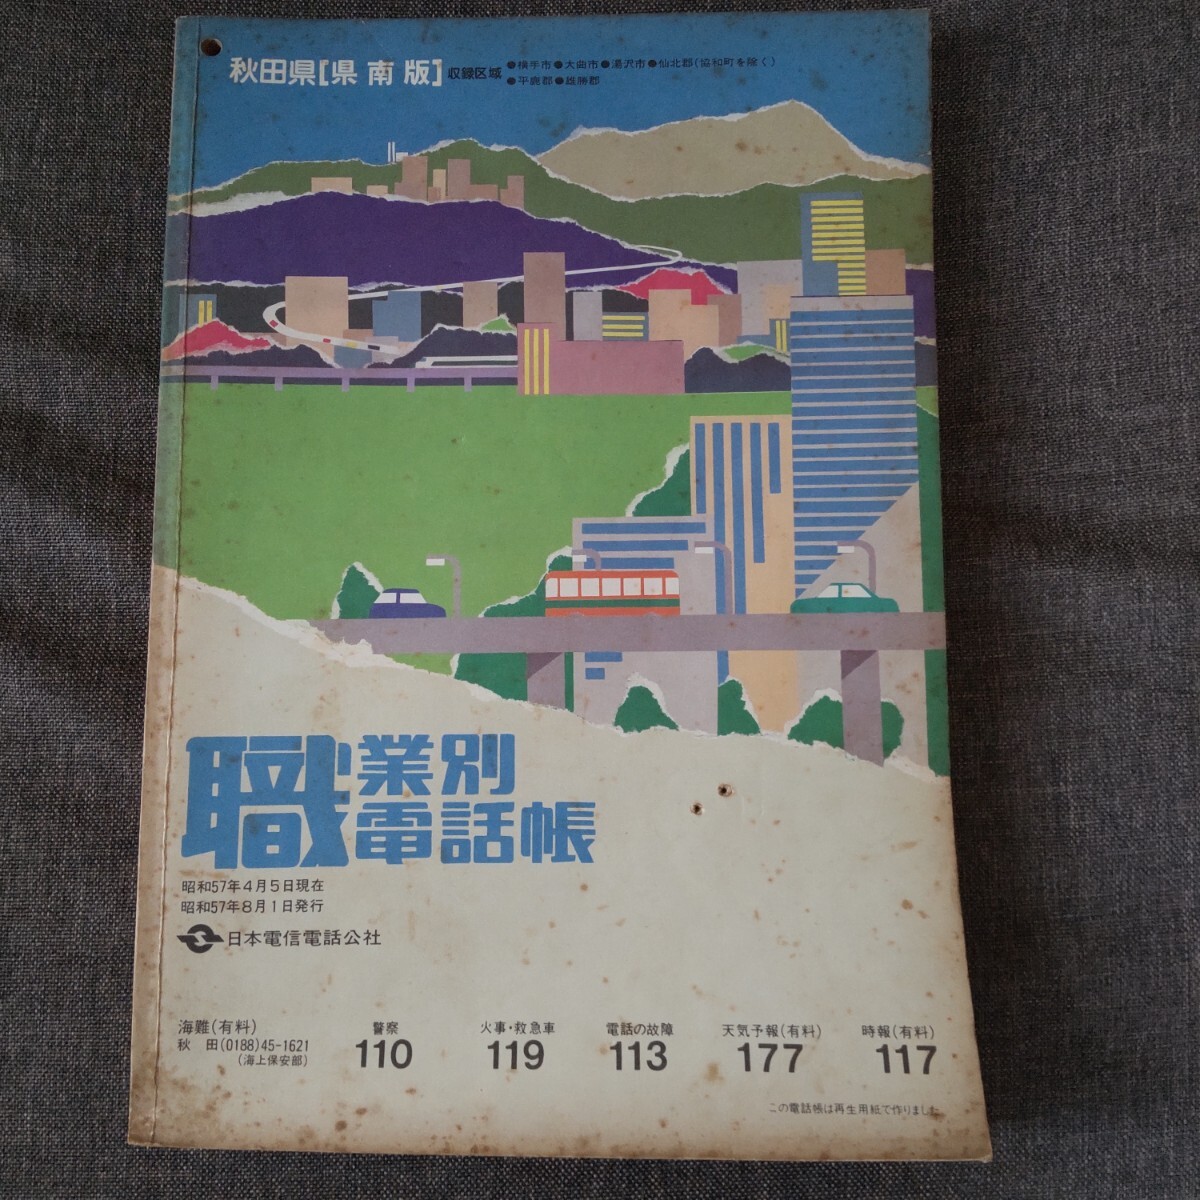 秋田県[県南版] 収録区域 ●横手市●大曲市●湯沢市●仙北郡(協和町を除く)
●平鹿郡●雄勝郡
職業別
電話帳
昭和57年4月5日現在
昭和57年8月1日発行
日本電信電話公社
海難(有料)
秋 田(0188)45-1621
(海上保安部)
警察
110
火事・救急車
119
電話の故障
113
天気予報(有料)
177
時報(有料)
117
この電話帳は再生用紙で作りました